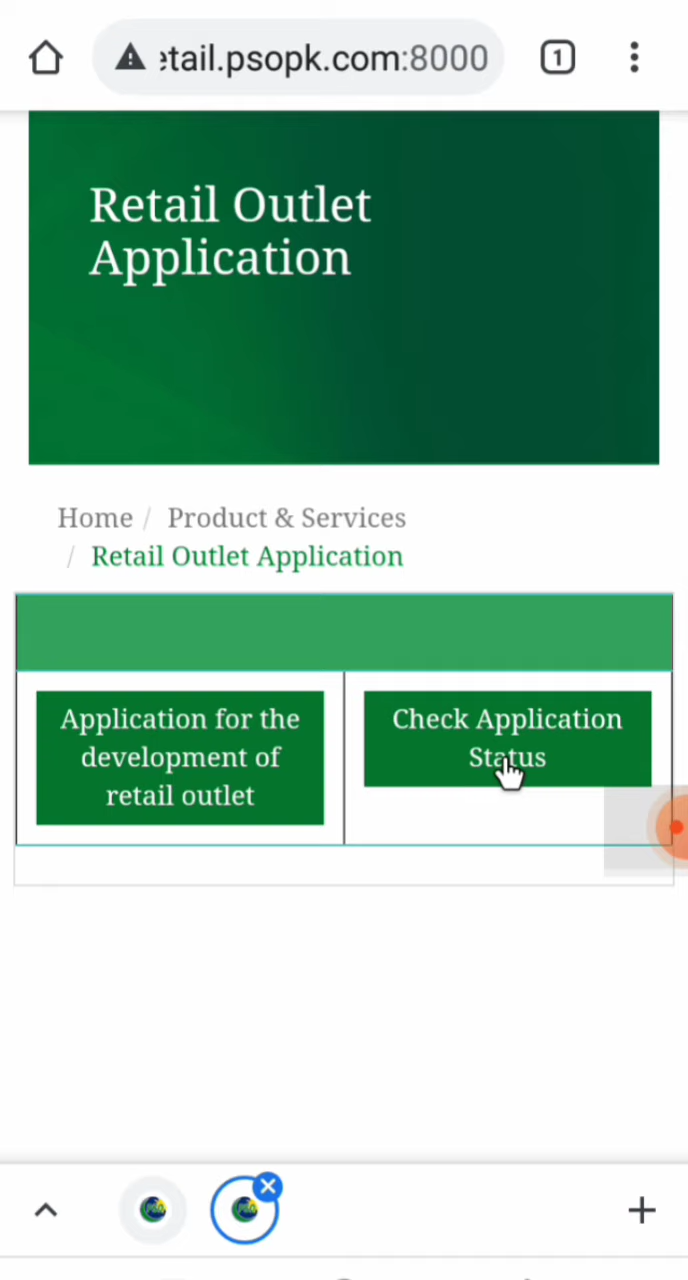 etail.psopk.com:8000
1
Retail Outlet
Application
Home / Product & Services
/ Retail Outlet Application
Application for the
development of
retail outlet
Check Application
Status